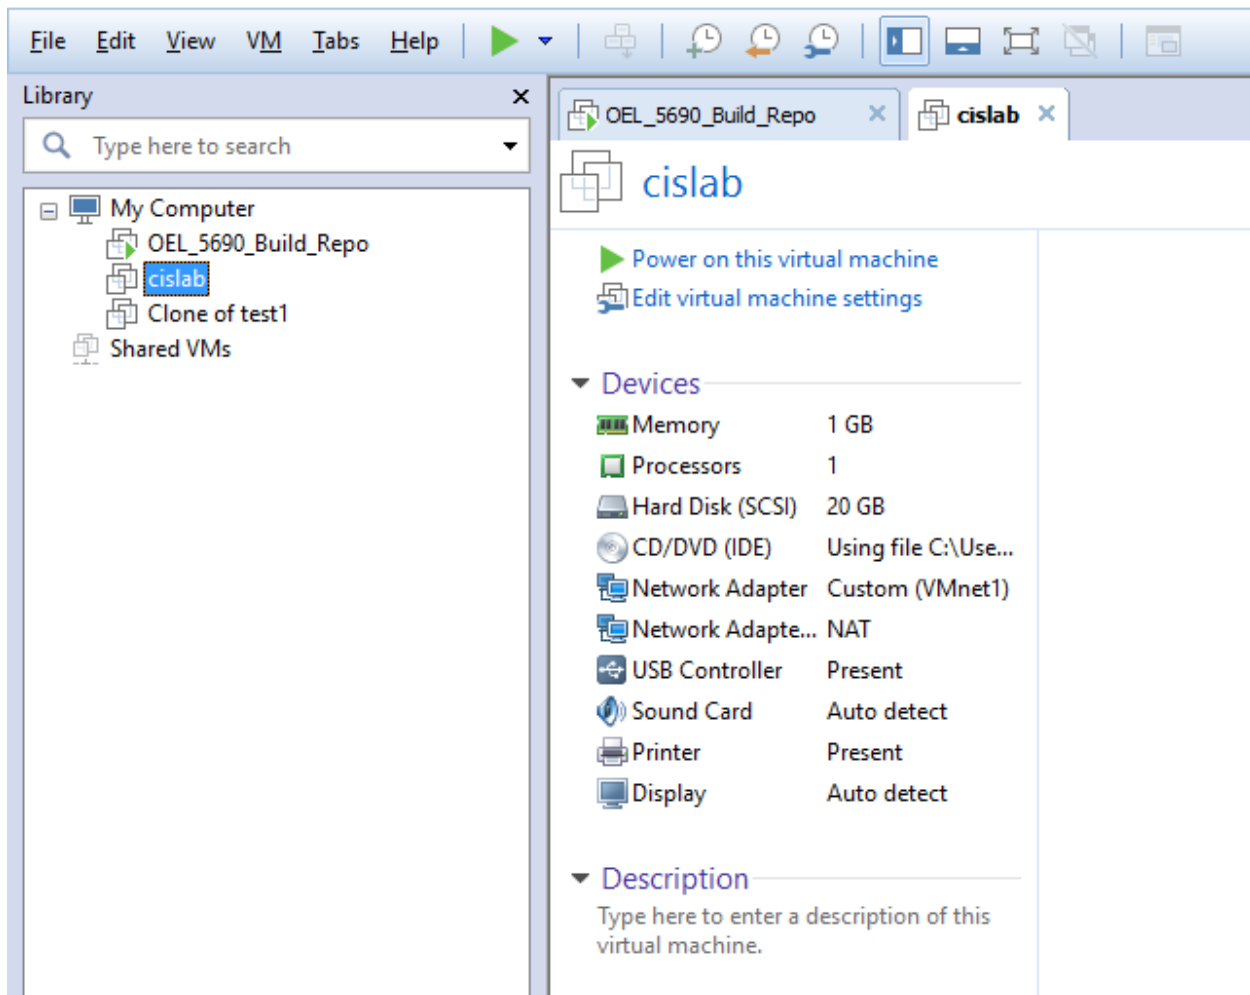 File Edit View VM Tabs Help
Library
Type here to search
My Computer
OEL_5690_Build_Repo
cislab
Clone of test1
Shared VMs
OEL_5690_Build_Repo cislab
cislab
Power on this virtual machine
Edit virtual machine settings
Devices
Memory 1 GB
Processors 1
Hard Disk (SCSI) 20 GB
CD/DVD (IDE) Using file C:\Use...
Network Adapter Custom (VMnet1)
Network Adapte... NAT
USB Controller Present
Sound Card Auto detect
Printer Present
Display Auto detect
Description
Type here to enter a description of this
virtual machine.